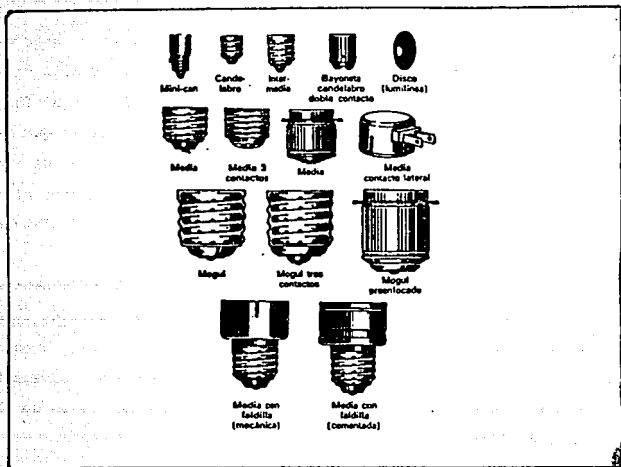 Mini-can
Cande-
labro
Inter-
media
Bayoneta
candelabro
doble contacto
Disco
(lumilinea)
Media
Media 3
contactos
Media
Media
contacto lateral
Mogul
Mogul tres
contactos
Mogul
preenfocado
Media con
faldilla
(mecánica)
Media con
faldilla
(cementada)